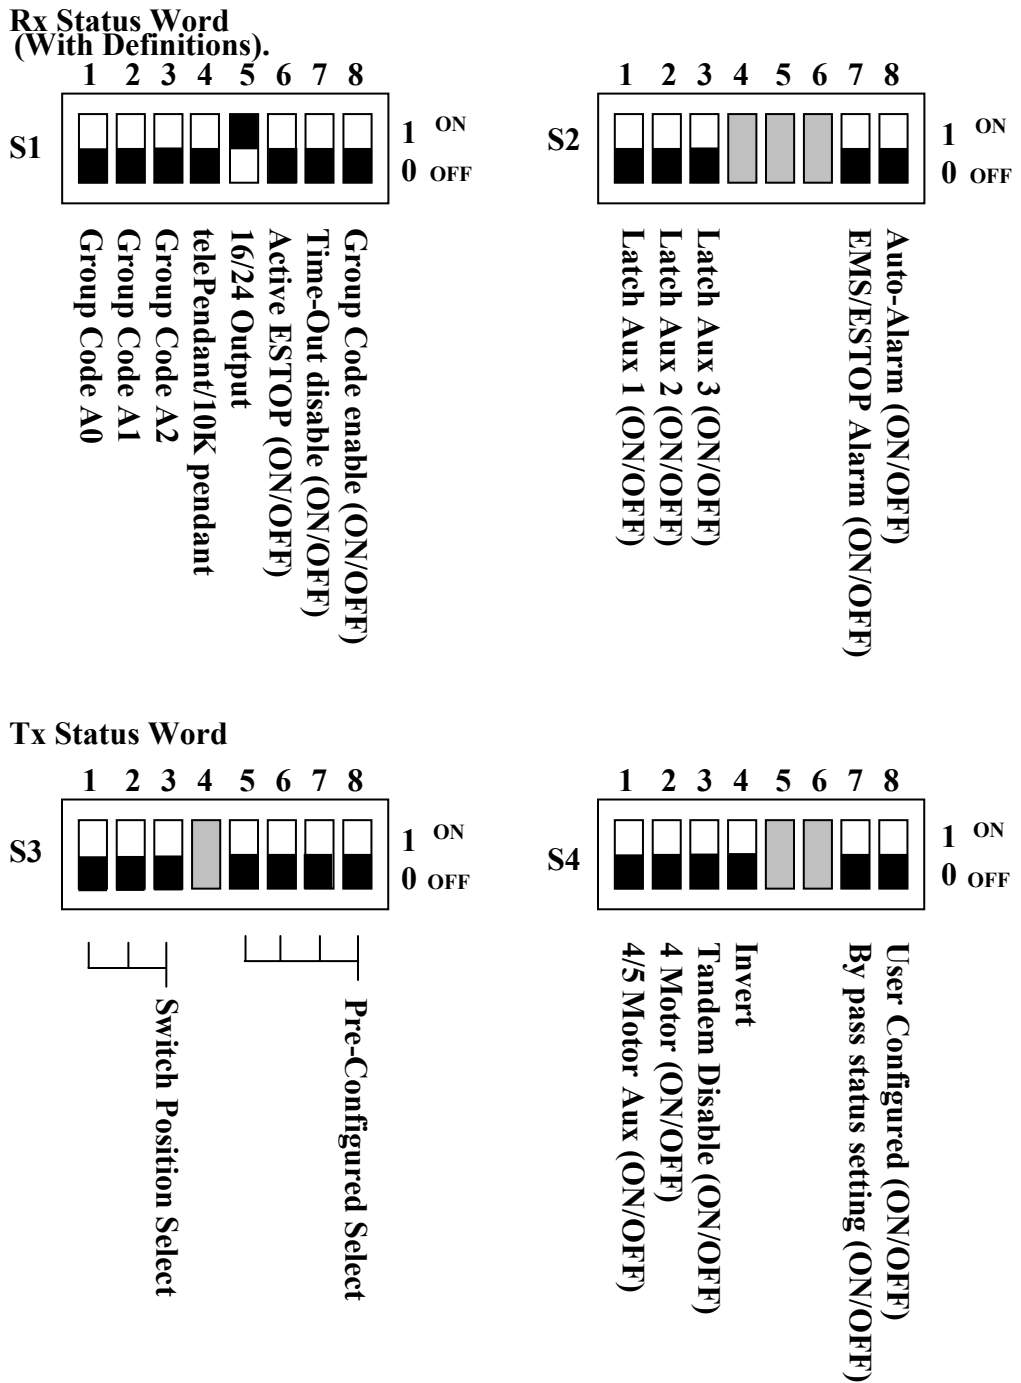 Rx Status Word
(With Definitions).
1 2 3 4 5 6 7 8
S1
1 ON
0 OFF
Group Code A0
Group Code A1
Group Code A2
telePendant/10K pendant
16/24 Output
Active ESTOP (ON/OFF)
Time-Out disable (ON/OFF)
Group Code enable (ON/OFF)
1 2 3 4 5 6 7 8
S2
1 ON
0 OFF
Latch Aux 1 (ON/OFF)
Latch Aux 2 (ON/OFF)
Latch Aux 3 (ON/OFF)
EMS/ESTOP Alarm (ON/OFF)
Auto-Alarm (ON/OFF)
Tx Status Word
1 2 3 4 5 6 7 8
S3
1 ON
0 OFF
Switch Position Select
Pre-Configured Select
1 2 3 4 5 6 7 8
S4
1 ON
0 OFF
4/5 Motor Aux (ON/OFF)
4 Motor (ON/OFF)
Tandem Disable (ON/OFF)
Invert
By pass status setting (ON/OFF)
User Configured (ON/OFF)